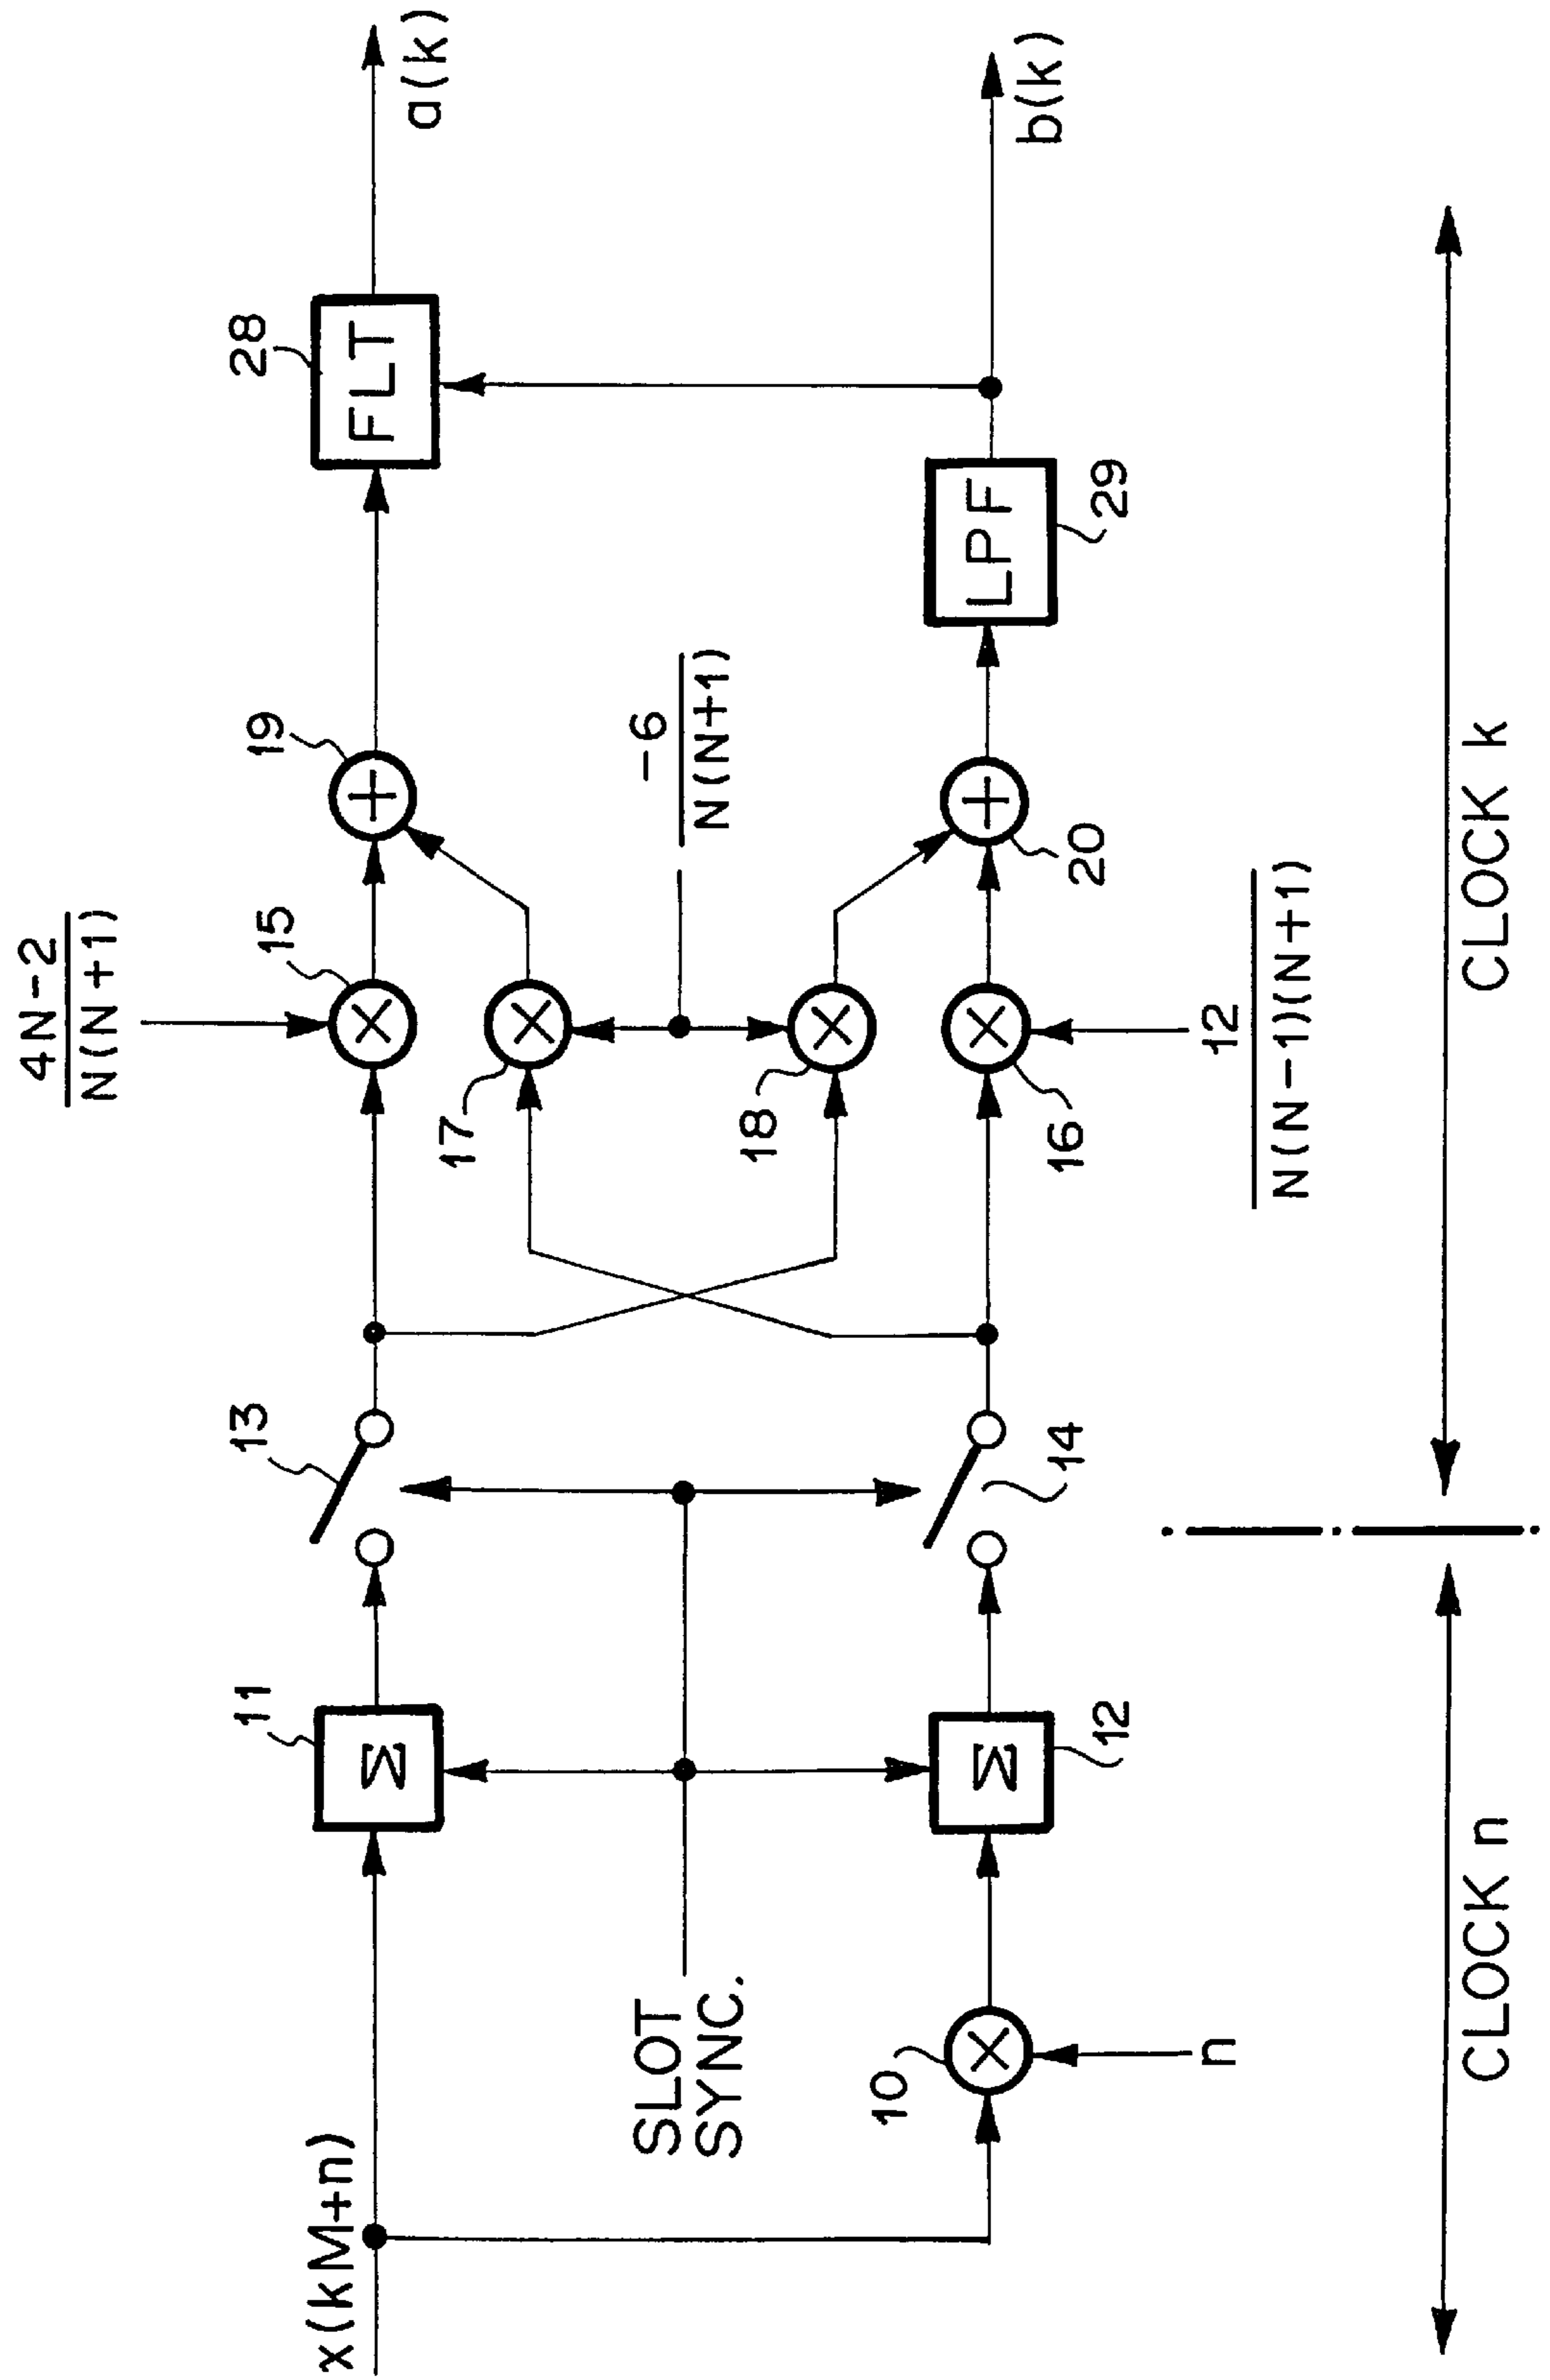 x(kM+n)
11
Σ
13
4N-2
N(N+1)
15
19
28
FLT
a(k)
SLOT
SYNC.
17
18
-6
N(N+1)
10
n
12
Σ
14
16
12
N(N-1)(N+1)
20
LPF
29
b(k)
CLOCK n
CLOCK k